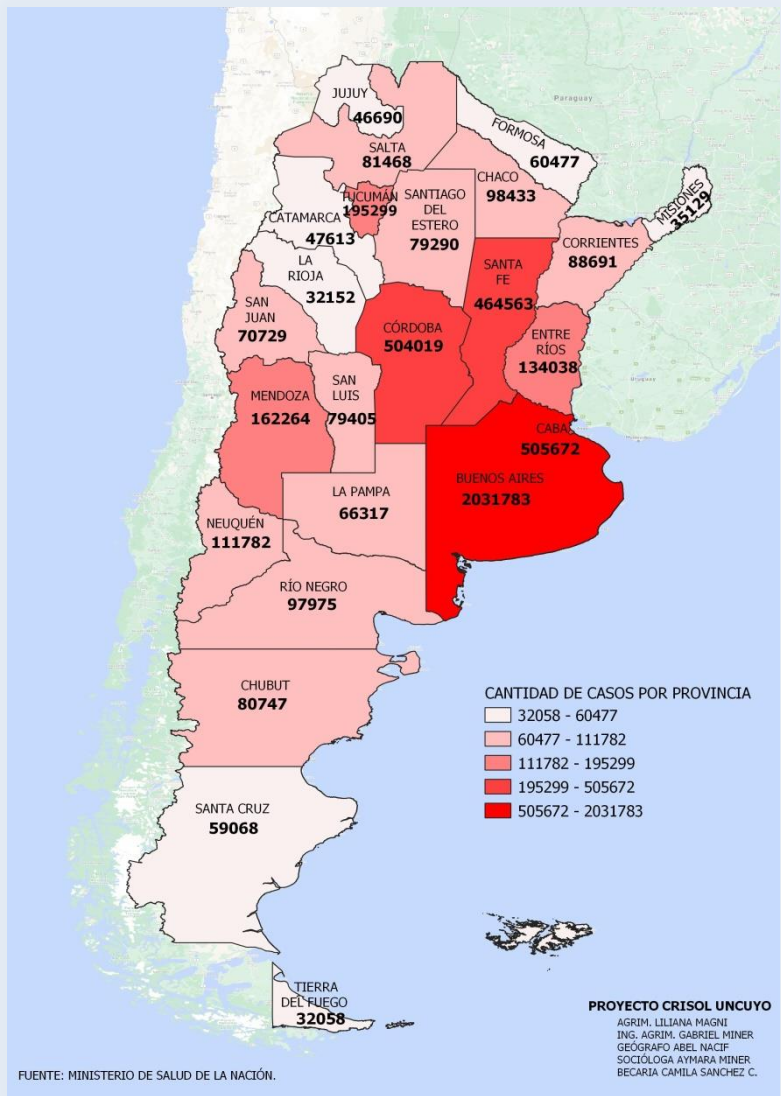 Paraguay
JUJUY
46690
FORMOSA
60477
SALTA
81468
CHACO
98433
MISIONES
35129
TUCUMÁN
195299
SANTIAGO
DEL
ESTERO
79290
CATAMARCA
47613
CORRIENTES
88691
LA
RIOJA
32152
SANTA
FE
464563
SAN
JUAN
70729
CÓRDOBA
504019
ENTRE
RÍOS
134038
Uruguay
MENDOZA
162264
SAN
LUIS
79405
CABA
505672
BUENOS AIRES
2031783
LA PAMPA
66317
NEUQUÉN
111782
RÍO NEGRO
97975
CHUBUT
80747
CANTIDAD DE CASOS POR PROVINCIA
32058 - 60477
60477 - 111782
111782 - 195299
195299 - 505672
505672 - 2031783
SANTA CRUZ
59068
TIERRA
DEL FUEGO
32058
PROYECTO CRISOL UNCUYO
AGRIM. LILIANA MAGNI
ING. AGRIM. GABRIEL MINER
GEÓGRAFO ABEL NACIF
SOCIÓLOGA AYMARA MINER
BECARIA CAMILA SANCHEZ C.
FUENTE: MINISTERIO DE SALUD DE LA NACIÓN.